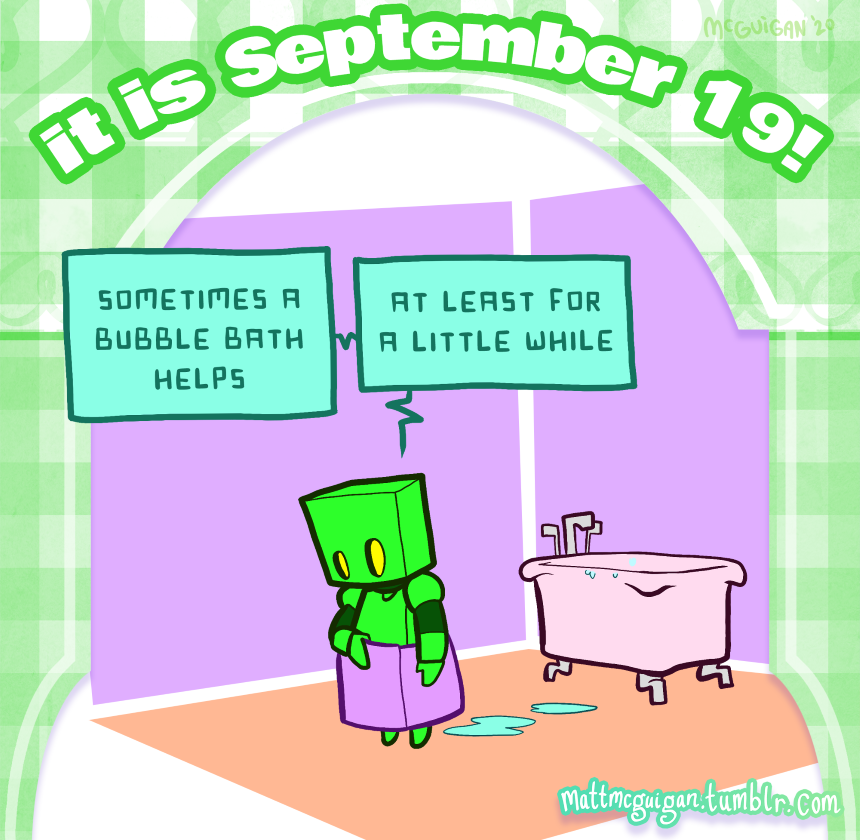 McGUiGAN '20
it is September 19!
SOMETIMES A
BUBBLE BATH
HELPS
AT LEAST FOR
A LITTLE WHILE
mattmcguigan.tumblr.com